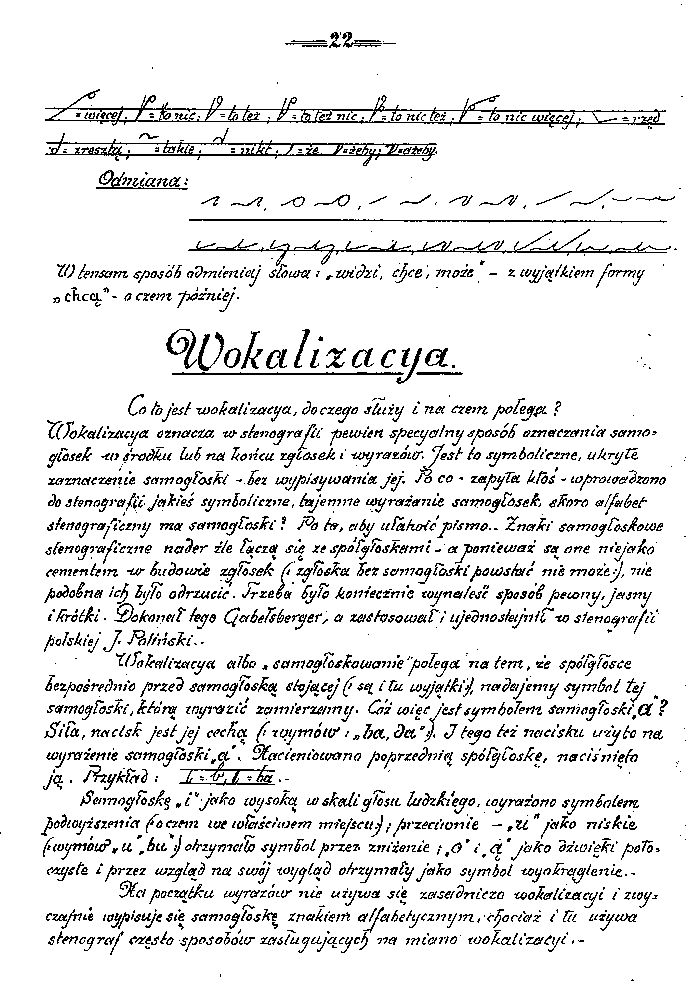 22
= więcej; = to nic; = to też; = to też nic; = to nic też; = to nic więcej; = rząd
= zresztą; = takie; = nikt; = że = żeby; = ażeby.
Odmiana:
W tensam sposób odmieniaj słowa: „widzi, chce, może" - z wyjątkiem formy
„chcą" - o czem później.
Wokalizacya.
Co to jest wokalizacya, do czego służy i na czem polega?
Wokalizacya oznacza w stenografii pewien specyalny sposób oznaczania samo-
głosek w środku lub na końcu zgłosek i wyrazów. Jest to symboliczne, ukryte
zaznaczenie samogłoski - bez wypisywania jej. Po co - zapyta ktoś - wprowadzono
do stenografii jakieś symboliczne, tajemne wyrażanie samogłosek, skoro alfabet
stenograficzny ma samogłoski? Po to, aby ułatwić pismo.. Znaki samogłoskowe
stenograficzne nader źle łączą się ze spółgłoskami - a ponieważ są one niejako
cementem w budowie zgłosek (: zgłoska bez samogłoski powstać nie może:), nie
podobna ich było odrzucić. Trzeba było koniecznie wynaleść sposób pewny, jasny
i krótki. Dokonał tego Gabelsberger, a zastosował i ujednostajnił w stenografii
polskiej J. Poliński.-
Wokalizacya albo „samogłoskowanie" polega na tem, że spółgłosce
bezpośrednio przed samogłoską stojącej (: są i tu wyjątki:), nadajemy symbol tej
samogłoski, którą wyrazić zamierzamy. Cóż więc jest symbolem samogłoski „a"?
Siła, nacisk jest jej cechą (: wymów: „ba, da":). I tego też nacisku użyto na
wyrażenie samogłoski „a". Nacieniowano poprzednią spółgłoskę, naciśnięto
ją. Przykład: = b, = ba.-
Samogłoskę „i" jako wysoką w skali głosu ludzkiego, wyrażono symbolem
podwyższenia (: o czem we właściwem miejscu:); przeciwnie - „u" jako niskie
(: wymów „u", „bu":) otrzymało symbol przez zniżenie; „o" i „ą" jako dźwięki poto-
czyste i przez wzgląd na swój wygląd otrzymały jako symbol wyokrąglenie.-
Na początku wyrazów nie używa się zasadniczo wokalizacyi i zwy-
czajnie wypisuje się samogłoskę znakiem alfabetycznym, chociaż i tu używa
stenograf często sposobów zasługujących na miano wokalizacyi.-